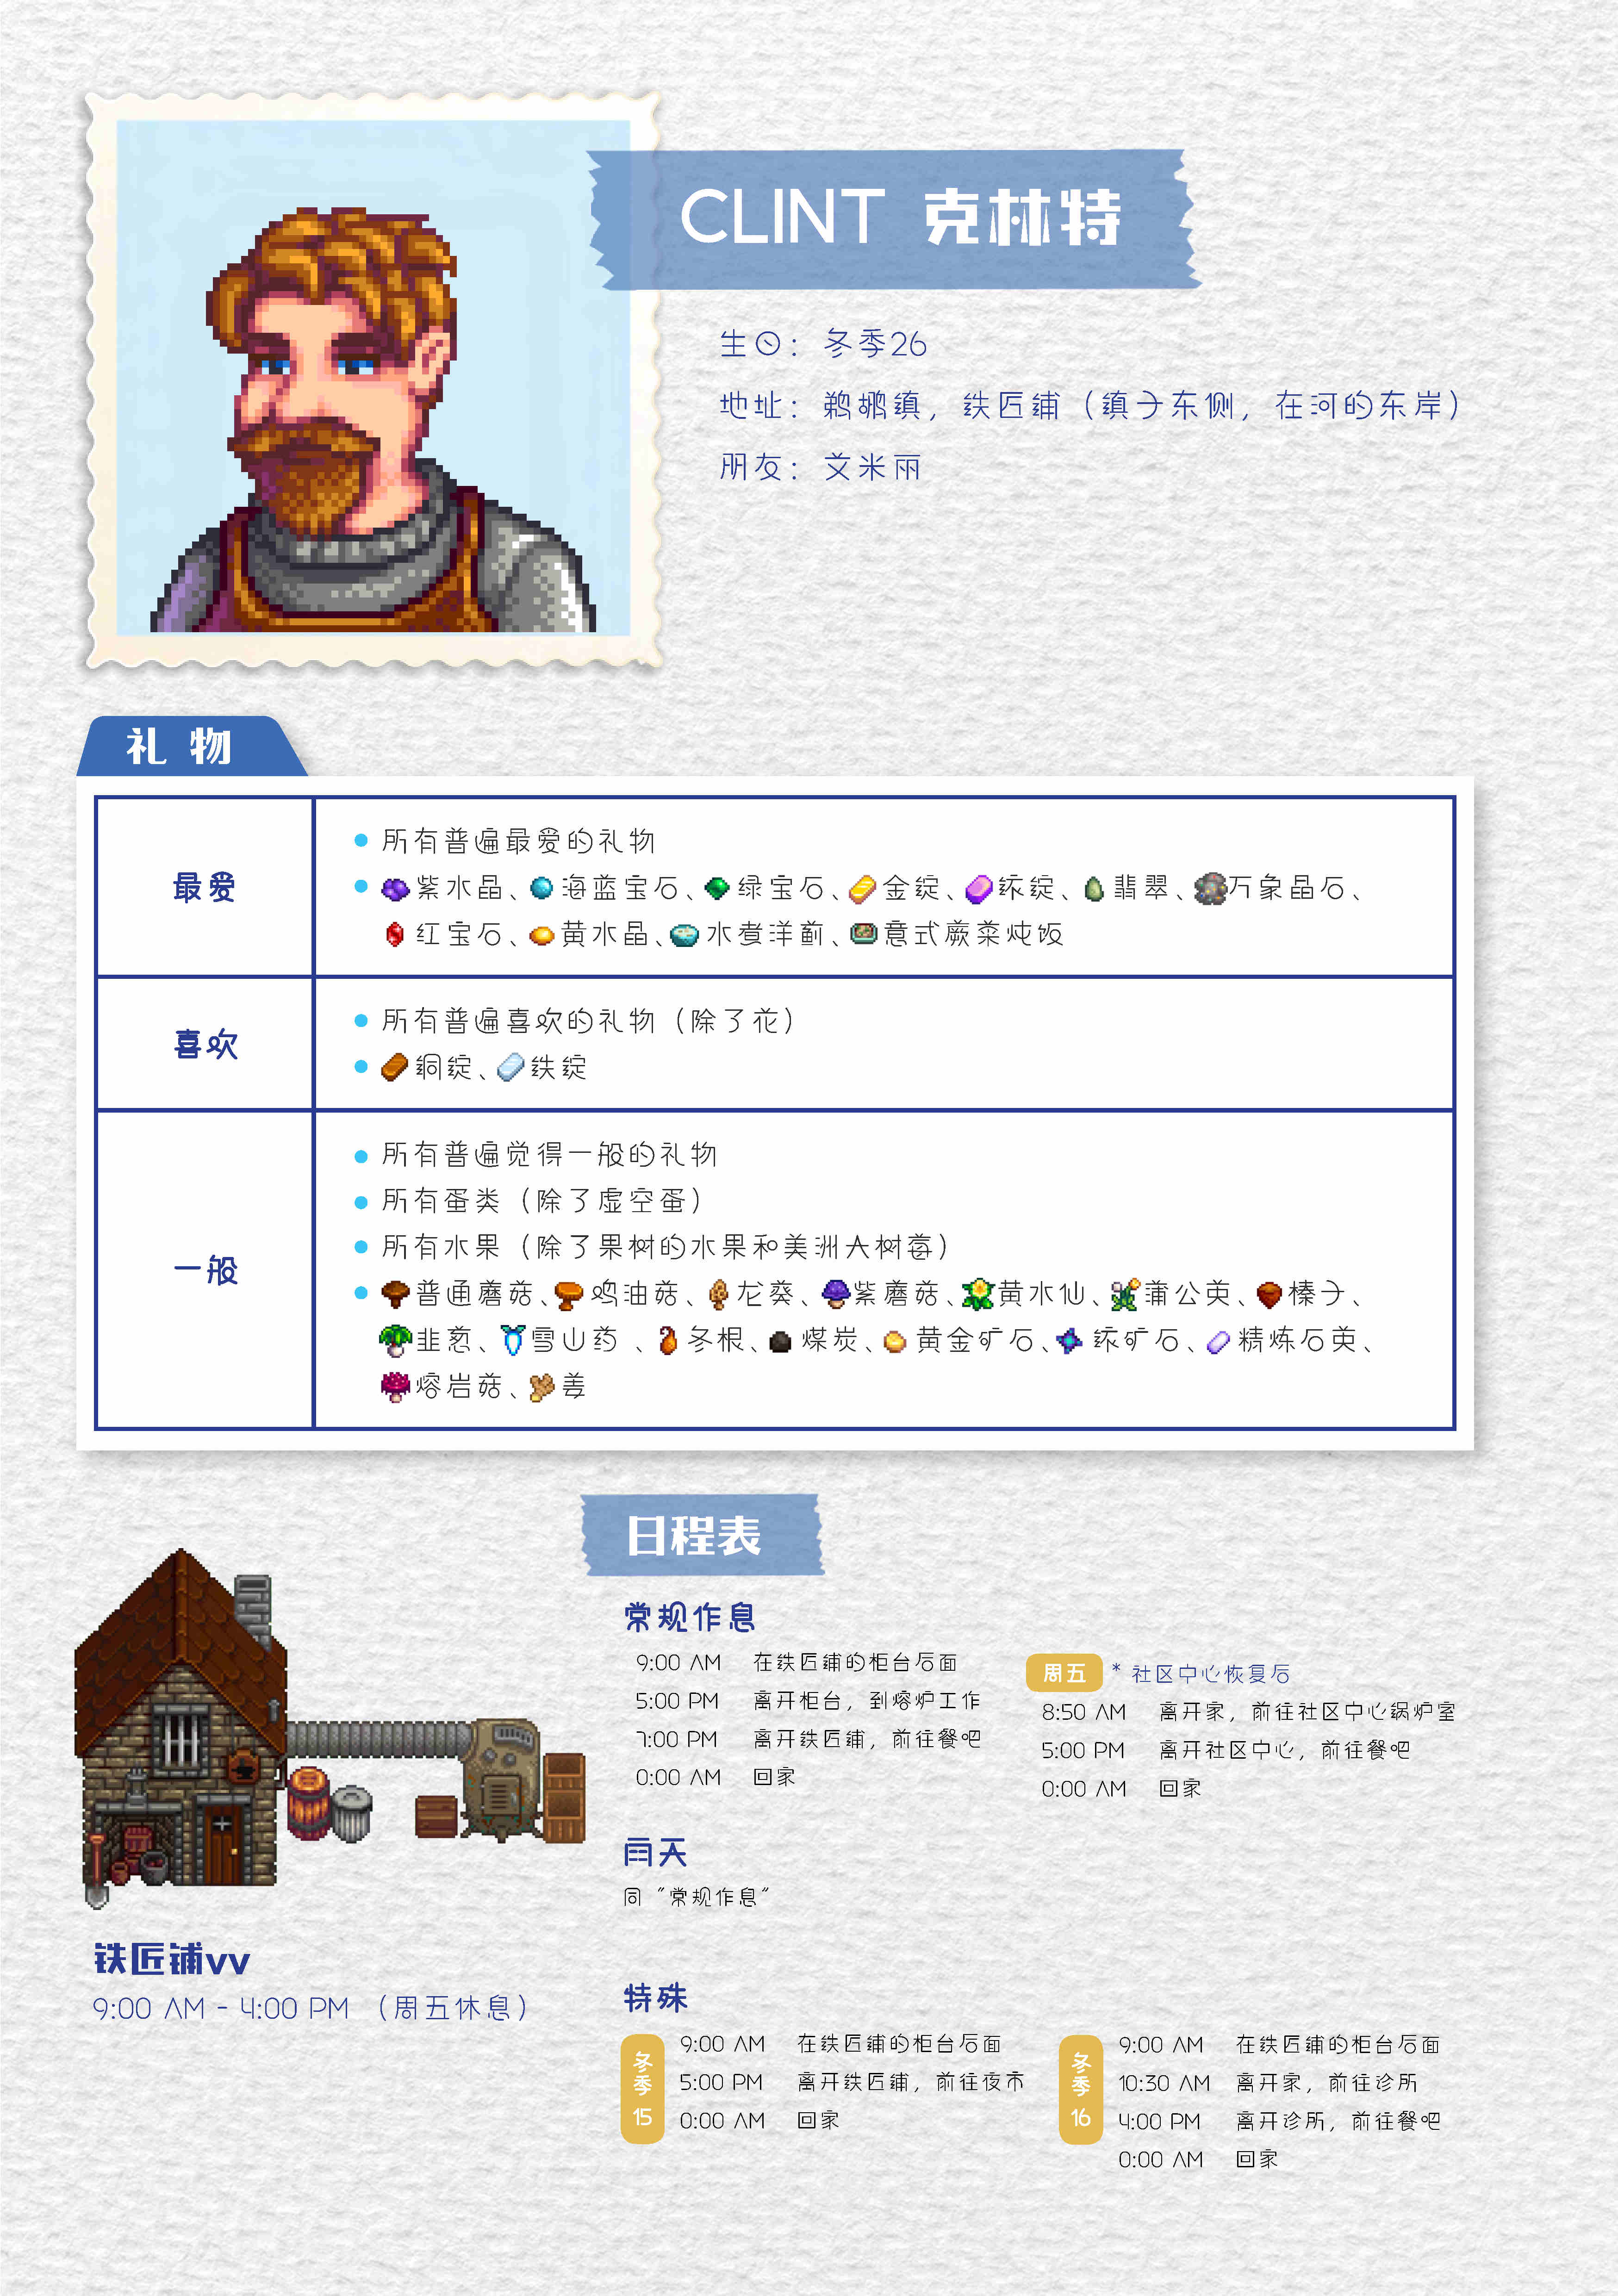 CLINT 克林特
生日：冬季26
地址：鹈鹕镇，铁匠铺（镇子东侧，在河的东岸）
朋友：艾米丽
礼 物
最爱
所有普遍最爱的礼物
紫水晶、海蓝宝石、绿宝石、金锭、铱锭、翡翠、万象晶石、
红宝石、黄水晶、水煮洋蓟、意式蕨菜炖饭
喜欢
所有普遍喜欢的礼物（除了花）
铜锭、铁锭
一般
所有普遍觉得一般的礼物
所有蛋类（除了虚空蛋）
所有水果（除了果树的水果和美洲大树莓）
普通蘑菇、鸡油菇、龙葵、紫蘑菇、黄水仙、蒲公英、榛子、
韭葱、雪山药 、冬根、煤炭、黄金矿石、铱矿石、精炼石英、
熔岩菇、姜
日程表
常规作息
9:00 AM 在铁匠铺的柜台后面
5:00 PM 离开柜台，到熔炉工作
7:00 PM 离开铁匠铺，前往餐吧
0:00 AM 回家
周五 * 社区中心恢复后
8:50 AM 离开家，前往社区中心锅炉室
5:00 PM 离开社区中心，前往餐吧
0:00 AM 回家
雨天
同“常规作息”
铁匠铺vv
9:00 AM - 4:00 PM （周五休息）
特殊
冬季 15
9:00 AM 在铁匠铺的柜台后面
5:00 PM 离开铁匠铺，前往夜市
0:00 AM 回家
冬季 16
9:00 AM 在铁匠铺的柜台后面
10:30 AM 离开家，前往诊所
4:00 PM 离开诊所，前往餐吧
0:00 AM 回家